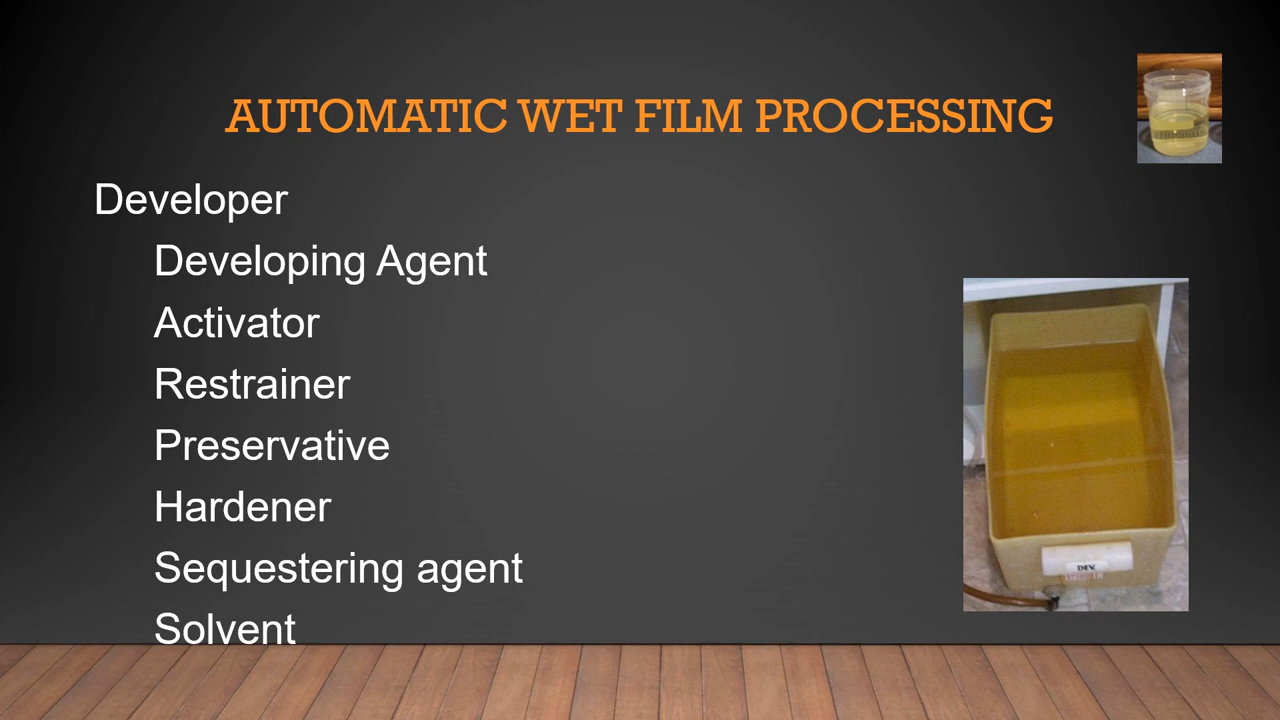 AUTOMATIC WET FILM PROCESSING
Developer
Developing Agent
Activator
Restrainer
Preservative
Hardener
Sequestering agent
Solvent
DEV.